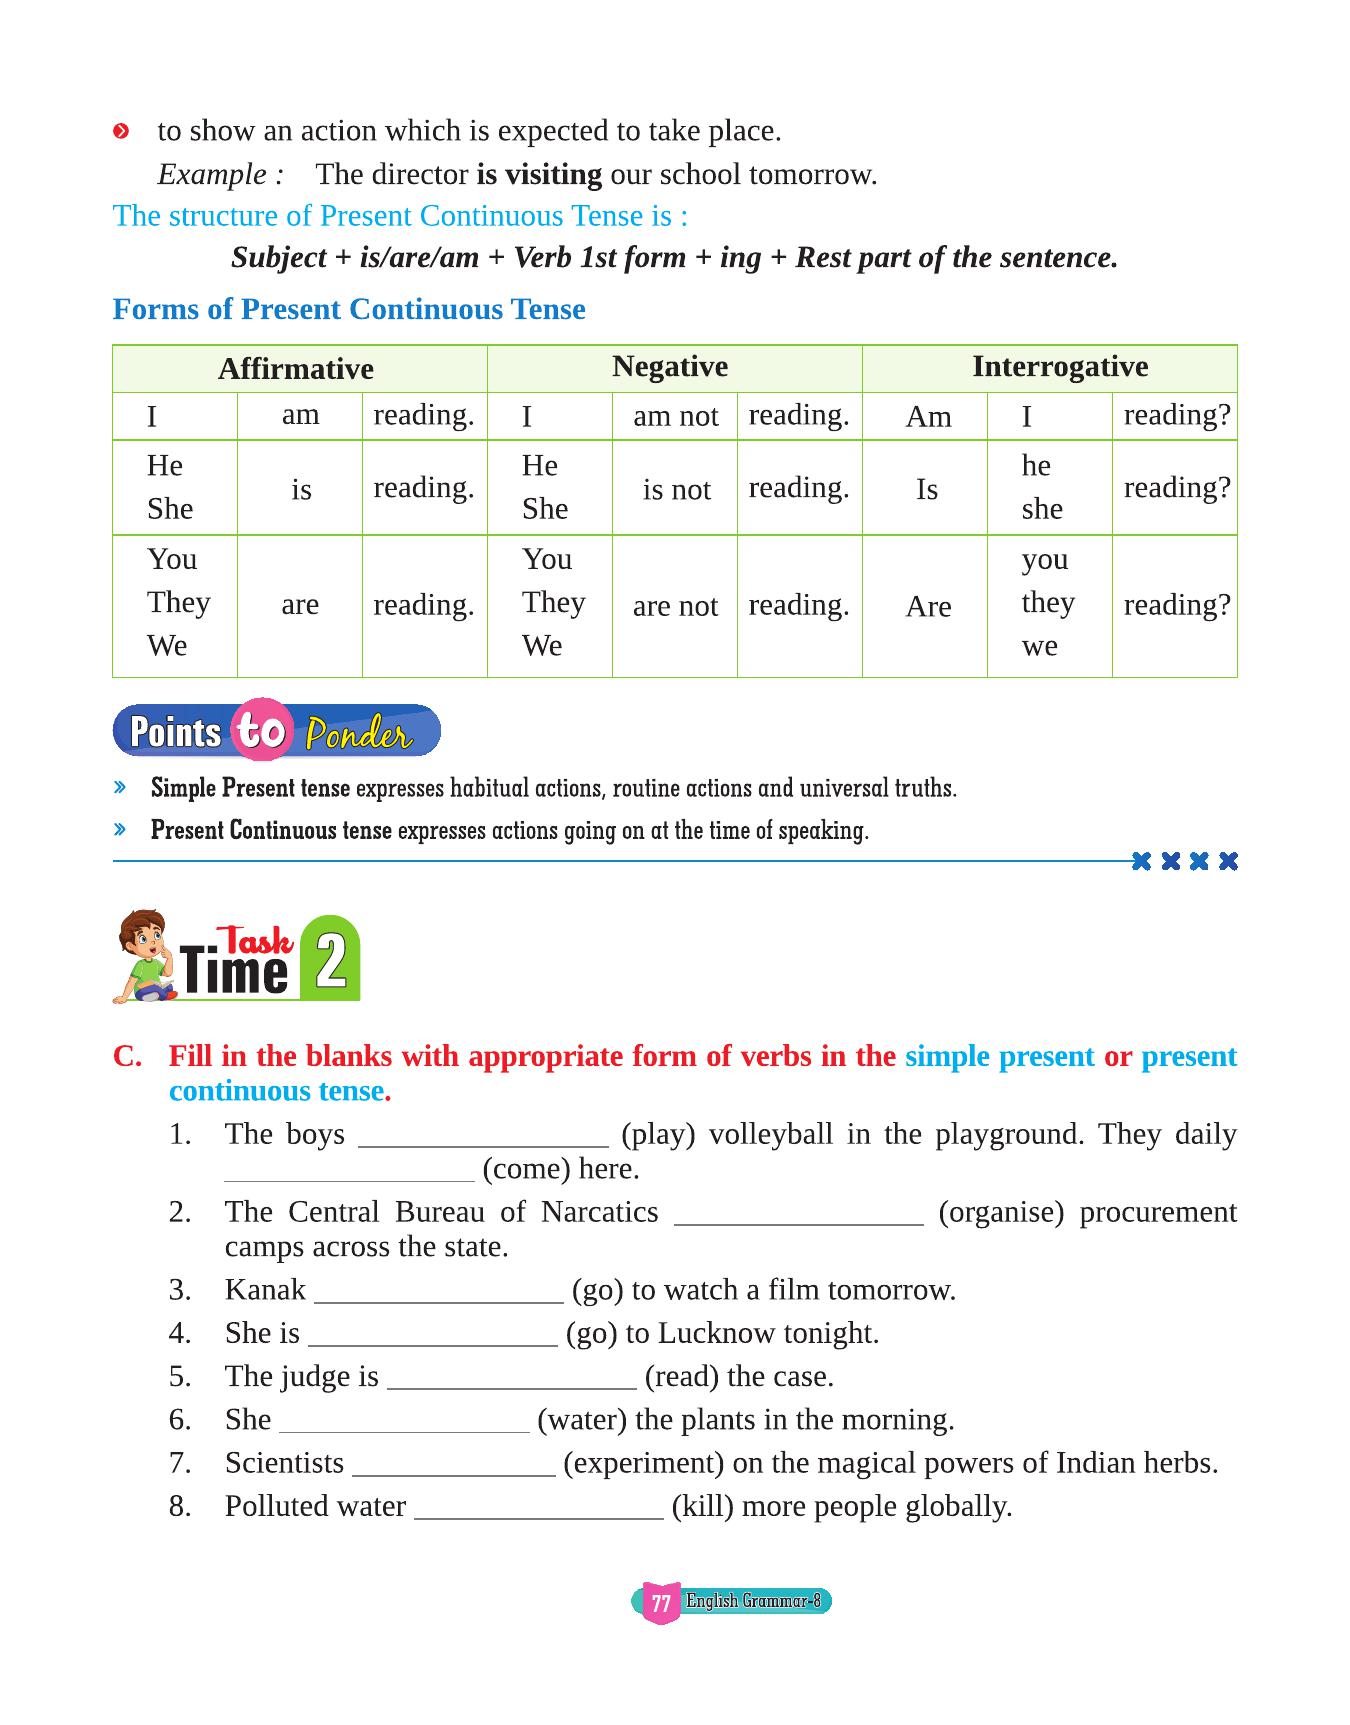 to show an action which is expected to take place.
Example : The director is visiting our school tomorrow.
The structure of Present Continuous Tense is :
Subject + is/are/am + Verb 1st form + ing + Rest part of the sentence.
Forms of Present Continuous Tense
Affirmative Negative Interrogative
I am reading. I am not reading. Am I reading?
He He he
is reading. is not reading. Is reading?
She She she
You You you
They are reading. They are not reading. Are they reading?
We We we
Points to Ponder
» Simple Present tense expresses habitual actions, routine actions and universal truths.
» Present Continuous tense expresses actions going on at the time of speaking.
Task
Time 2
C. Fill in the blanks with appropriate form of verbs in the simple present or present
continuous tense.
1. The boys ________________ (play) volleyball in the playground. They daily
________________ (come) here.
2. The Central Bureau of Narcatics ________________ (organise) procurement
camps across the state.
3. Kanak ________________ (go) to watch a film tomorrow.
4. She is ________________ (go) to Lucknow tonight.
5. The judge is ________________ (read) the case.
6. She ________________ (water) the plants in the morning.
7. Scientists _____________ (experiment) on the magical powers of Indian herbs.
8. Polluted water ________________ (kill) more people globally.
77 English Grammar-8